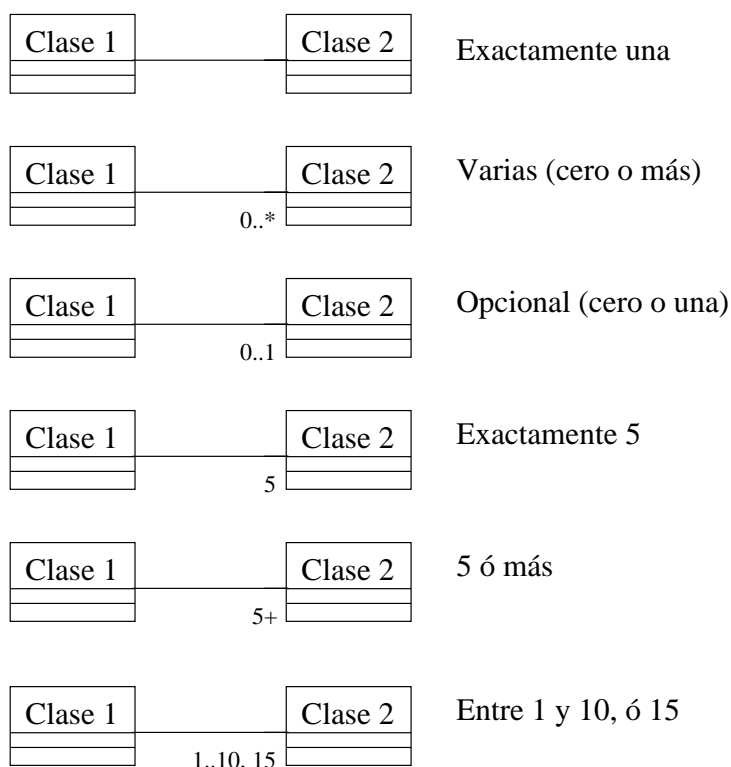 Clase 1 Clase 2 Exactamente una
Clase 1 Clase 2 Varias (cero o más)
0..*
Clase 1 Clase 2 Opcional (cero o una)
0..1
Clase 1 Clase 2 Exactamente 5
5
Clase 1 Clase 2 5 ó más
5+
Clase 1 Clase 2 Entre 1 y 10, ó 15
1..10, 15